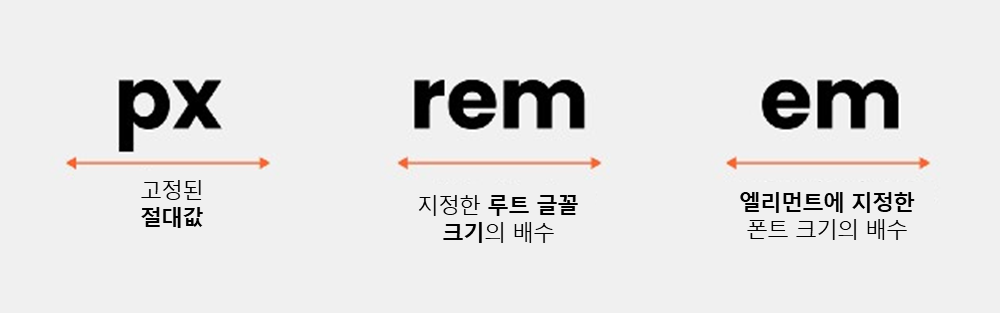 px
고정된
절대값
rem
지정한 루트 글꼴
크기의 배수
em
엘리먼트에 지정한
폰트 크기의 배수